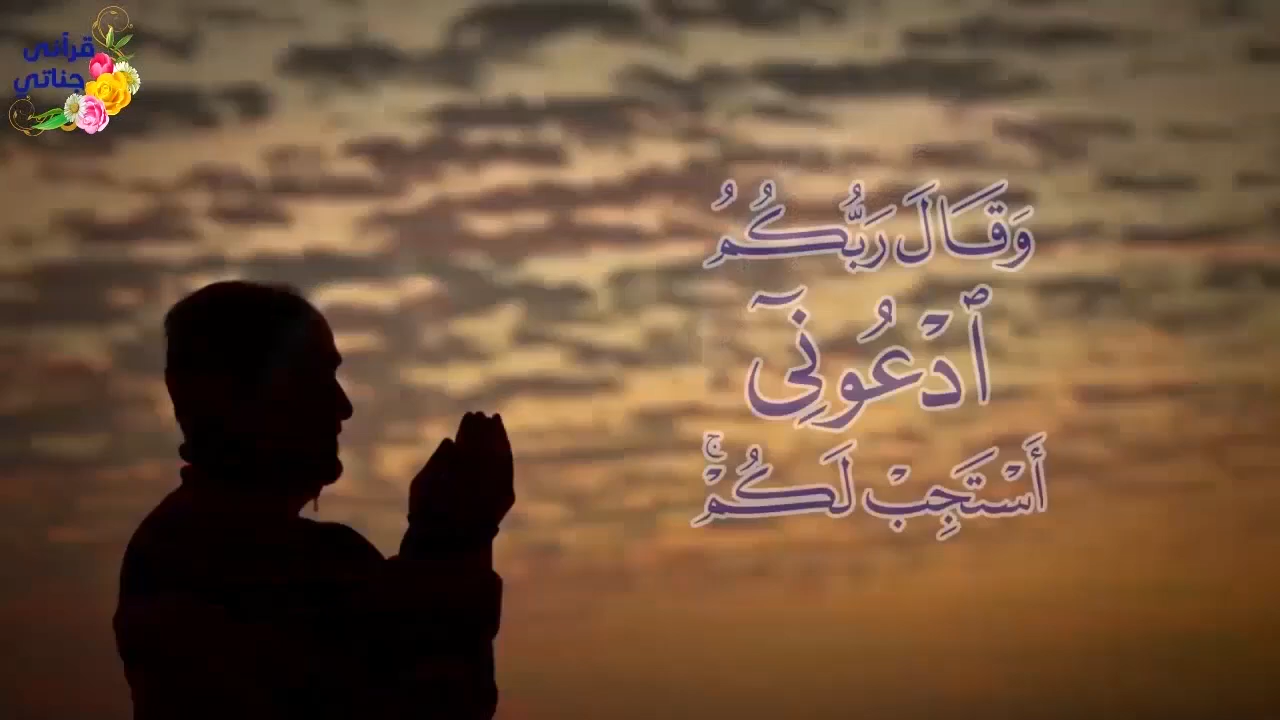 قرآني
جناتي
وَقَالَ رَبُّكُمُ
ٱدْعُونِىٓ
أَسْتَجِبْ لَكُمْ ۚ